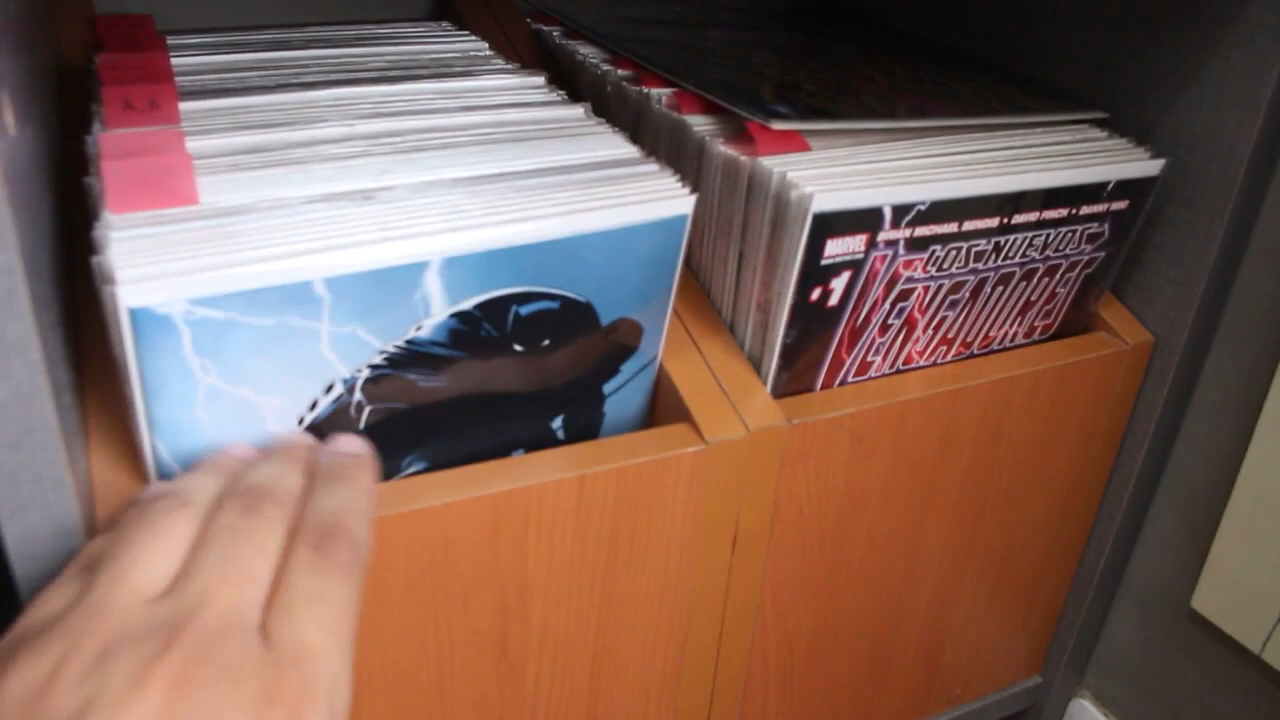 A.A
MARVEL
BRIAN MICHAEL BENDIS • DAVID FINCH • DANNY MIKI
#1
LOS NUEVOS
VENGADORES